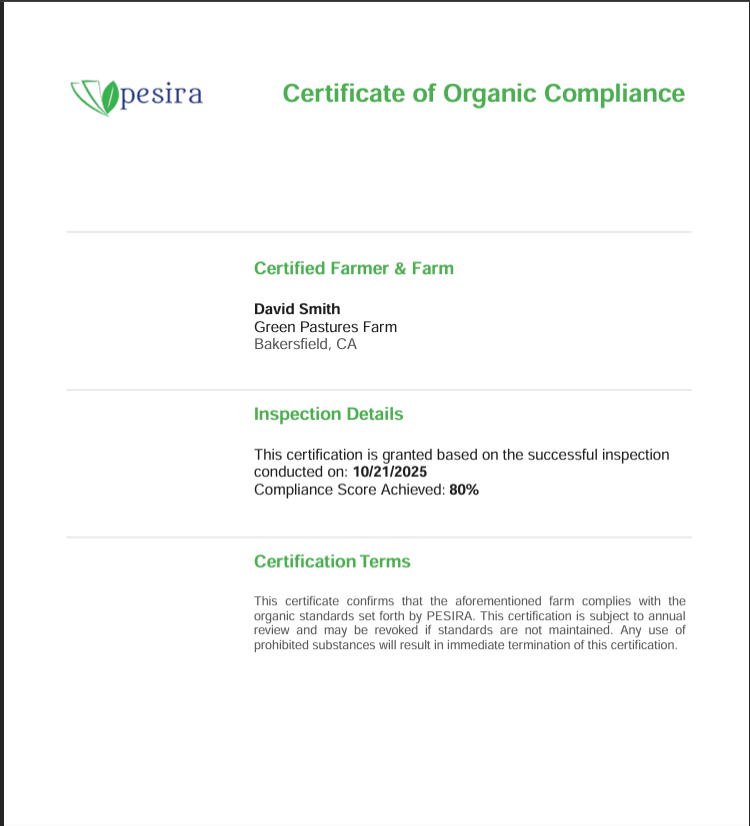 pesira
Certificate of Organic Compliance
Certified Farmer & Farm
David Smith
Green Pastures Farm
Bakersfield, CA
Inspection Details
This certification is granted based on the successful inspection
conducted on: 10/21/2025
Compliance Score Achieved: 80%
Certification Terms
This certificate confirms that the aforementioned farm complies with the
organic standards set forth by PESIRA. This certification is subject to annual
review and may be revoked if standards are not maintained. Any use of
prohibited substances will result in immediate termination of this certification.